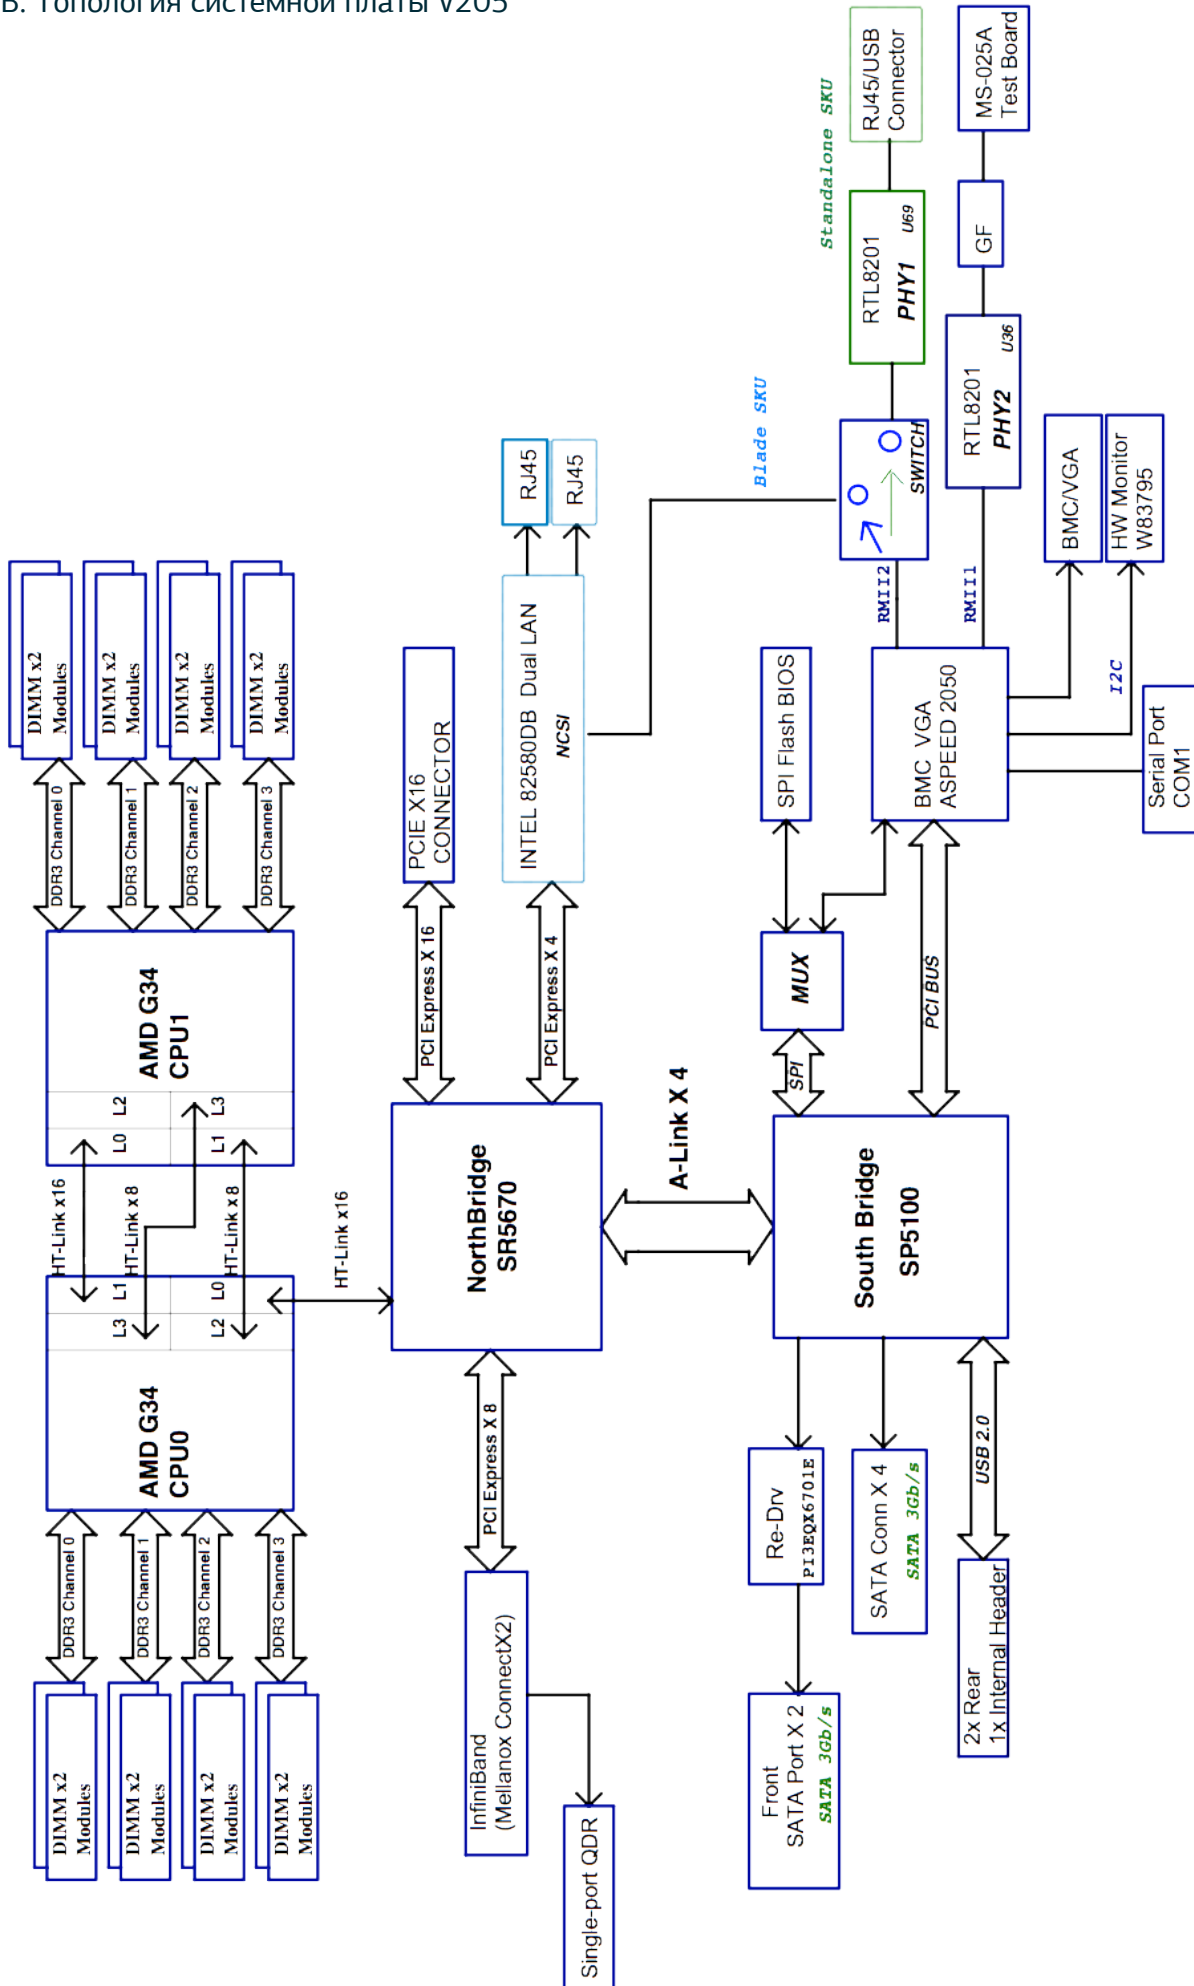 В. Топология системной платы V205
DIMM x2
Modules
DIMM x2
Modules
DIMM x2
Modules
DIMM x2
Modules
DDR3 Channel 0
DDR3 Channel 1
DDR3 Channel 2
DDR3 Channel 3
AMD G34
CPU0
L3
L1
L2
L0
HT-Link x16
HT-Link x 8
HT-Link x 8
L0
L2
L1
L3
AMD G34
CPU1
DDR3 Channel 0
DDR3 Channel 1
DDR3 Channel 2
DDR3 Channel 3
DIMM x2
Modules
DIMM x2
Modules
DIMM x2
Modules
DIMM x2
Modules
HT-Link x16
InfiniBand
(Mellanox ConnectX2)
Single-port QDR
PCI Express X 8
NorthBridge
SR5670
PCI Express X 16
PCIE X16
CONNECTOR
PCI Express X 4
INTEL 82580DB Dual LAN
NCSI
RJ45
RJ45
A-Link X 4
Front
SATA Port X 2
SATA 3Gb/s
Re-Drv
PI3EQX6701E
SATA Conn X 4
SATA 3Gb/s
2x Rear
1x Internal Header
USB 2.0
South Bridge
SP5100
SPI
MUX
SPI Flash BIOS
PCI BUS
BMC VGA
ASPEED 2050
Blade SKU
Standalone SKU
RMII2
SWITCH
RTL8201
PHY1
U69
RJ45/USB
Connector
RMII1
RTL8201
PHY2
U36
GF
MS-025A
Test Board
BMC/VGA
I2C
HW Monitor
W83795
Serial Port
COM1